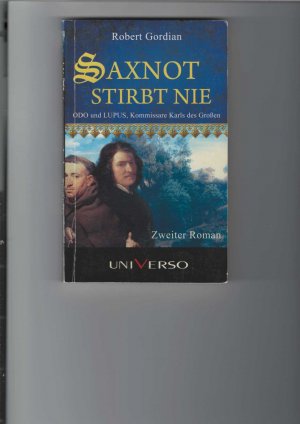 Robert Gordian
SAXNOT
STIRBT NIE
ODO und LUPUS, Kommissare Karls des Großen
Zweiter Roman
UNIVERSO